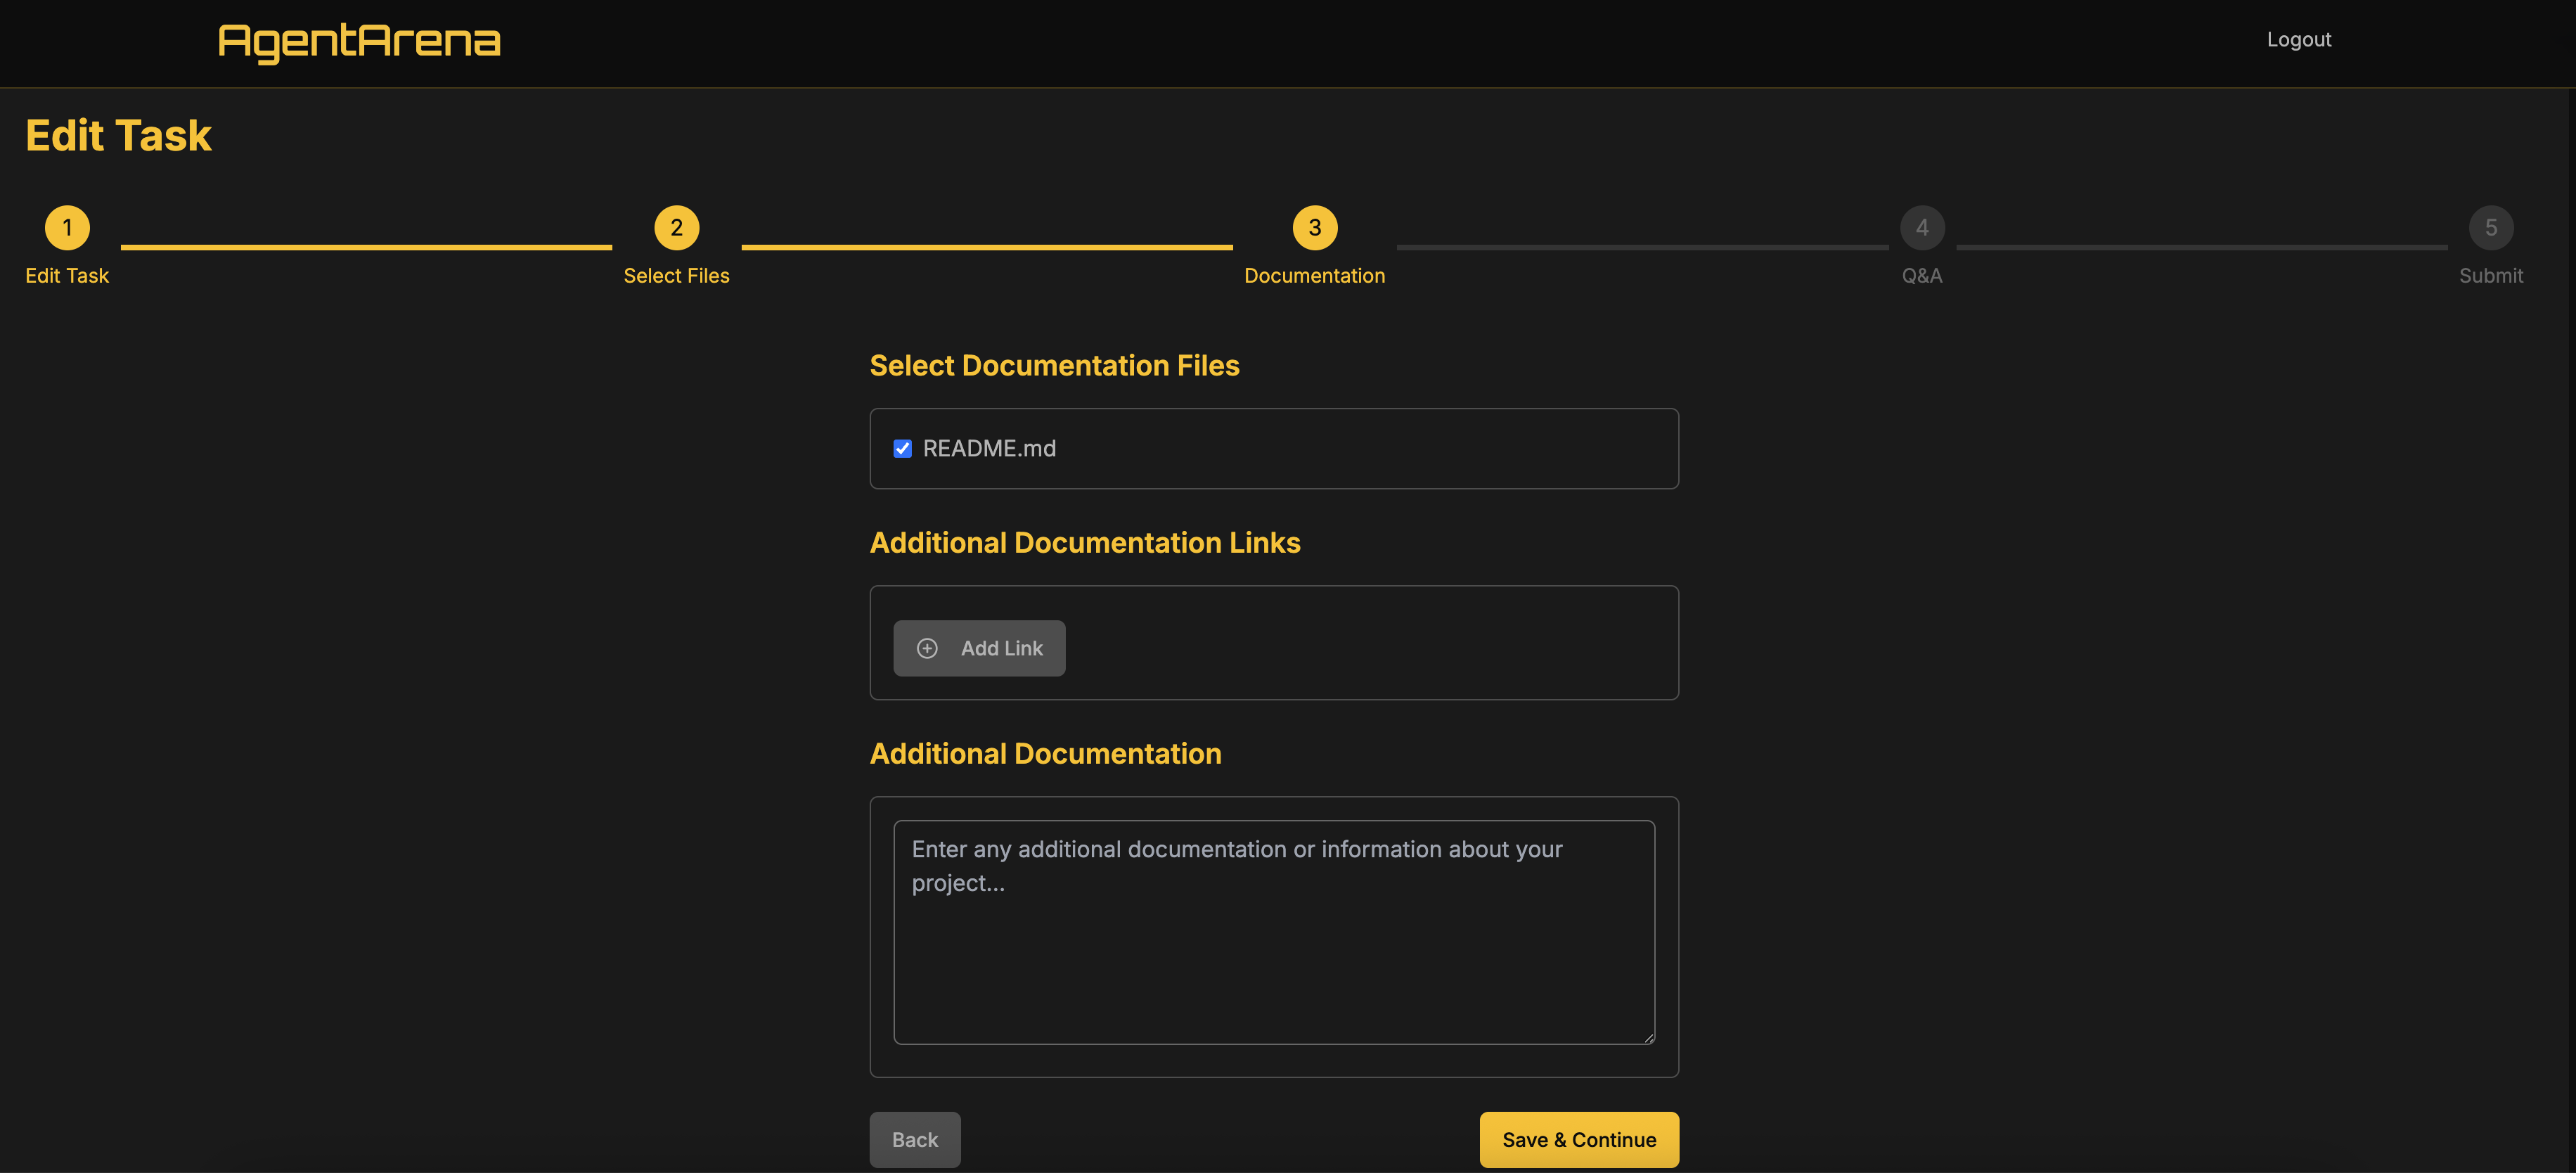 AgentArena
Logout
Edit Task
1
2
3
4
5
Edit Task
Select Files
Documentation
Q&A
Submit
Select Documentation Files
README.md
Additional Documentation Links
Add Link
Additional Documentation
Enter any additional documentation or information about your
project...
Back
Save & Continue